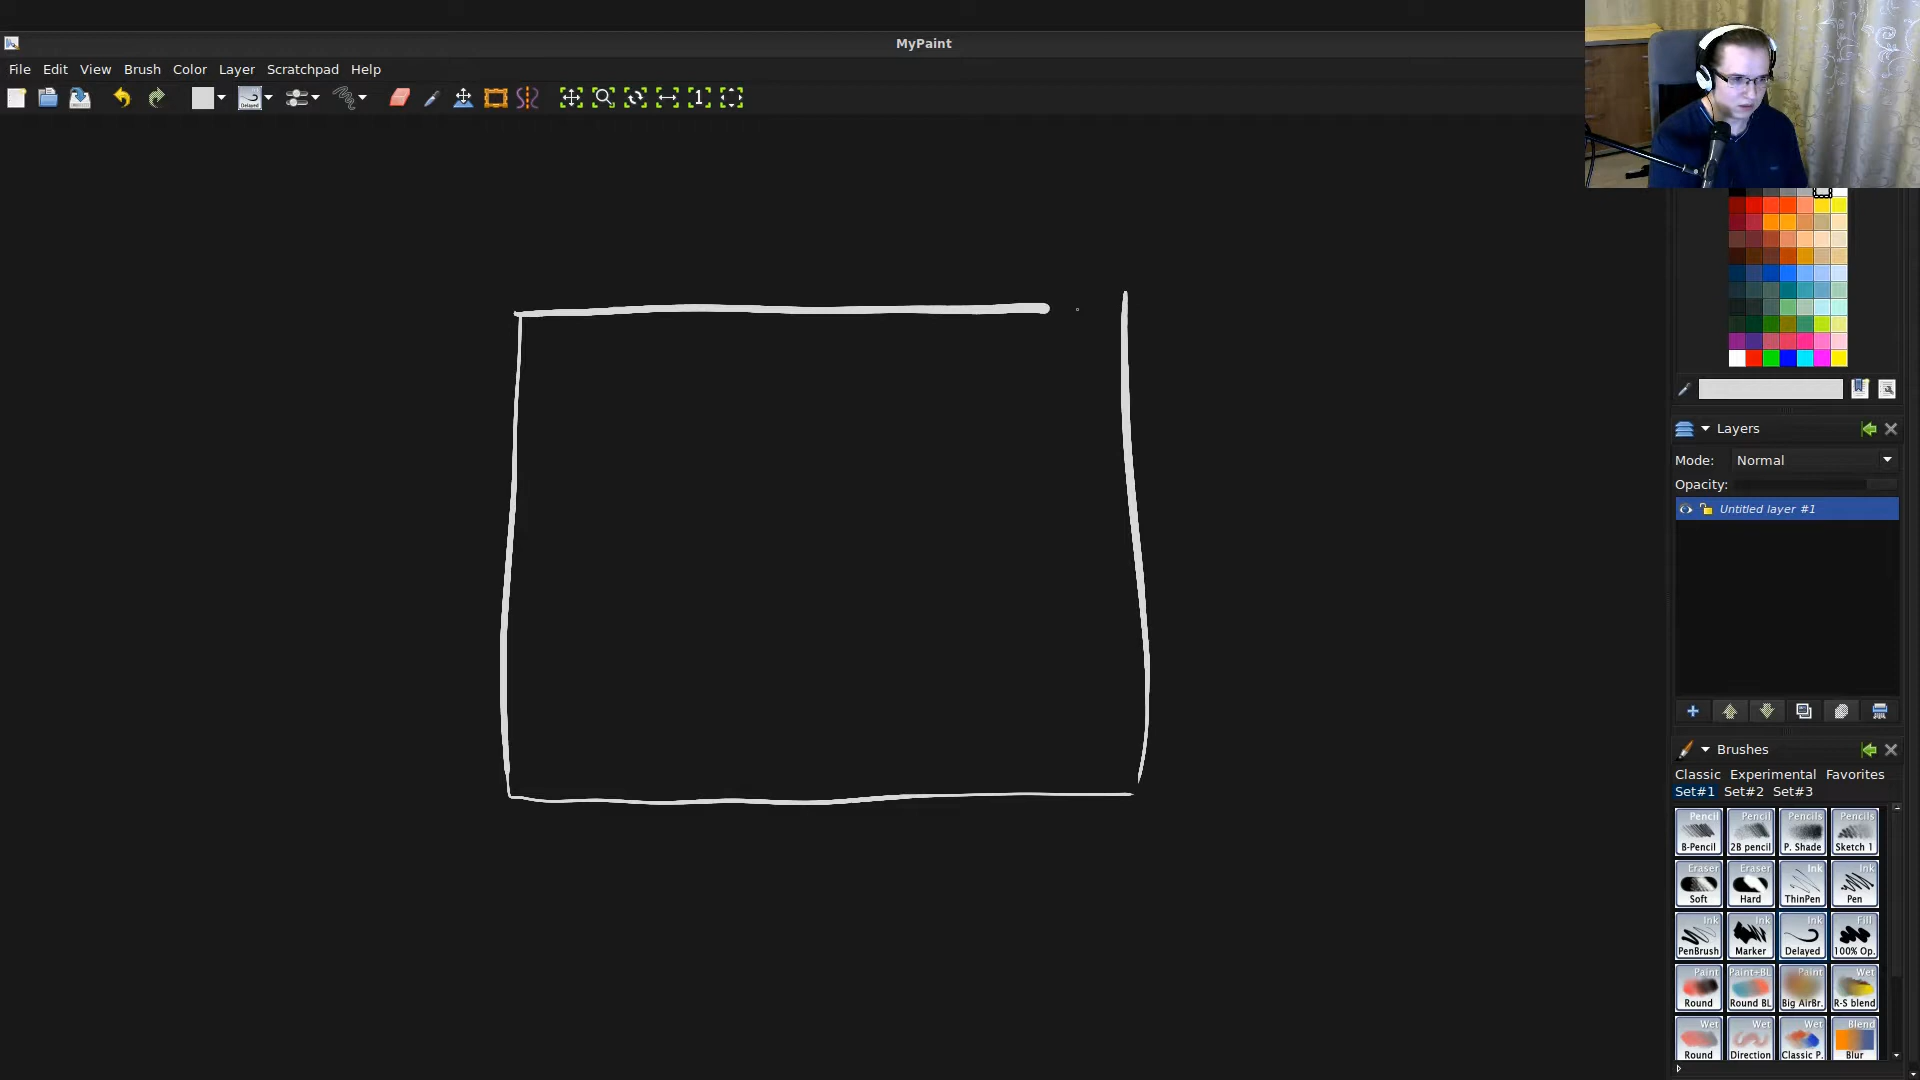 MyPaint
File Edit View Brush Color Layer Scratchpad Help
Delayed
1
Layers
Mode: Normal
Opacity:
Untitled layer #1
Brushes
Classic Experimental Favorites
Set#1 Set#2 Set#3
Pencil Pencil Pencils Pencils
B-Pencil 2B pencil P. Shade Sketch 1
Eraser Eraser Ink Ink
Soft Hard ThinPen Pen
Ink Ink Ink Fill
PenBrush Marker Delayed 100% Op.
Paint Paint+BL Paint Wet
Round Round BL Big AirBr. R-S blend
Wet Wet Wet Blend
Round Direction Classic P. Blur